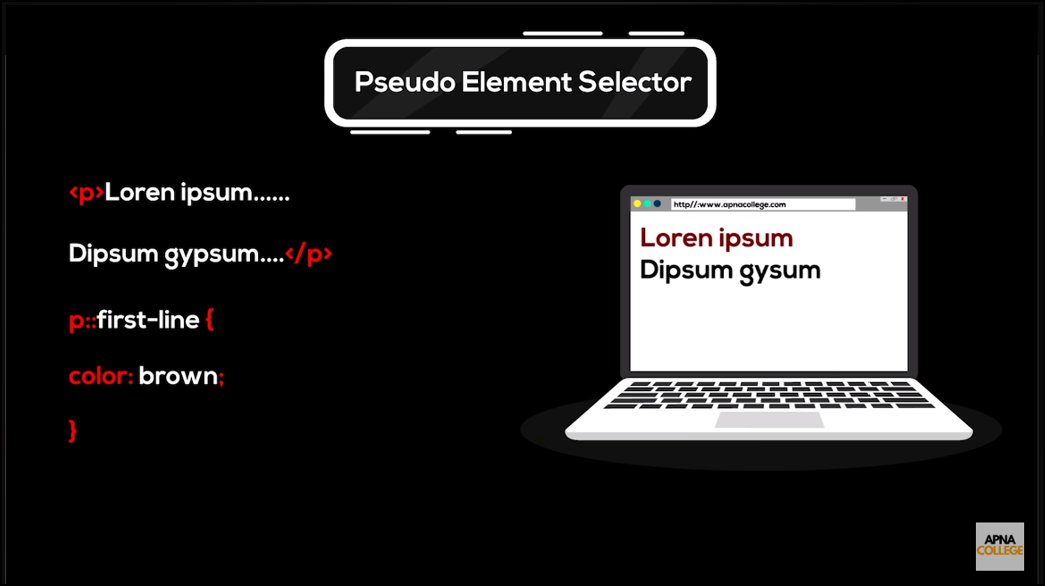 Pseudo Element Selector
<p>Loren ipsum......
Dipsum gypsum....</p>
p::first-line {
color: brown;
}
http//:www.apnacollege.com
Loren ipsum
Dipsum gysum
APNA
COLLEGE